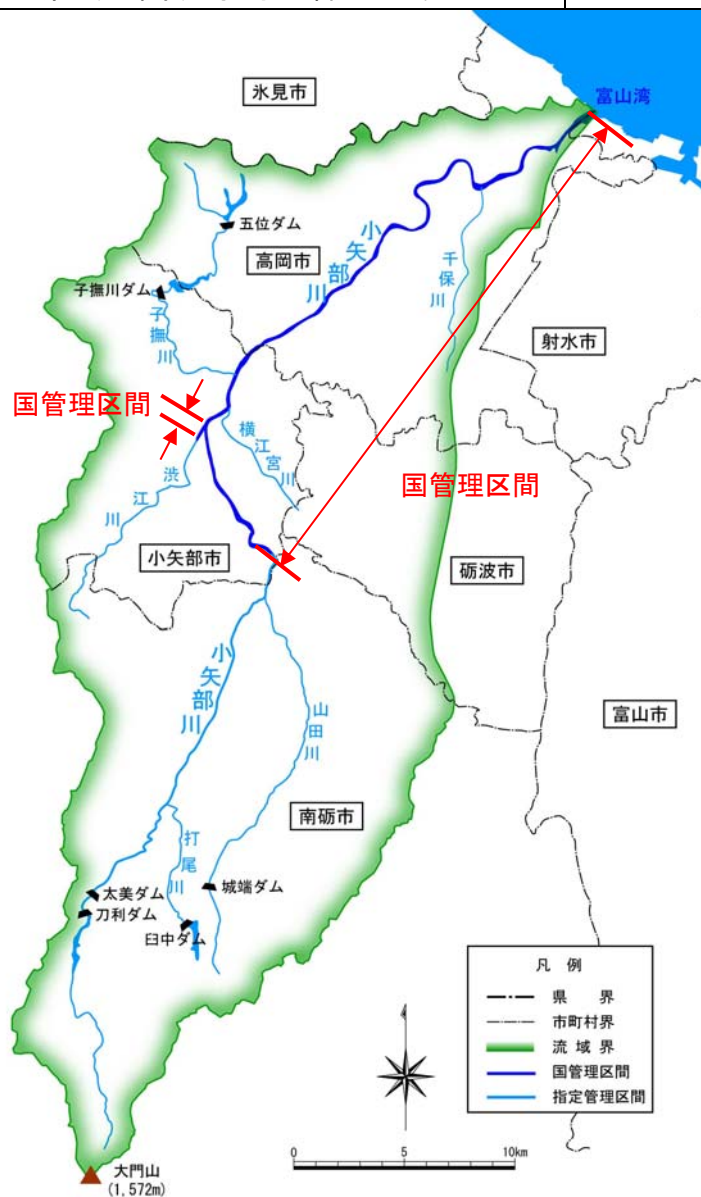 氷見市
富山湾
五位ダム
高岡市
小矢部川
千保川
子撫川ダム
子撫川
射水市
国管理区間
横江宮川
国管理区間
渋江川
小矢部市
砺波市
小矢部川
山田川
富山市
南砺市
打尾川
城端ダム
太美ダム
刀利ダム
臼中ダム
凡 例
県 界
市町村界
流 域 界
国管理区間
指定管理区間
0 5 10km
大門山
(1,572m)